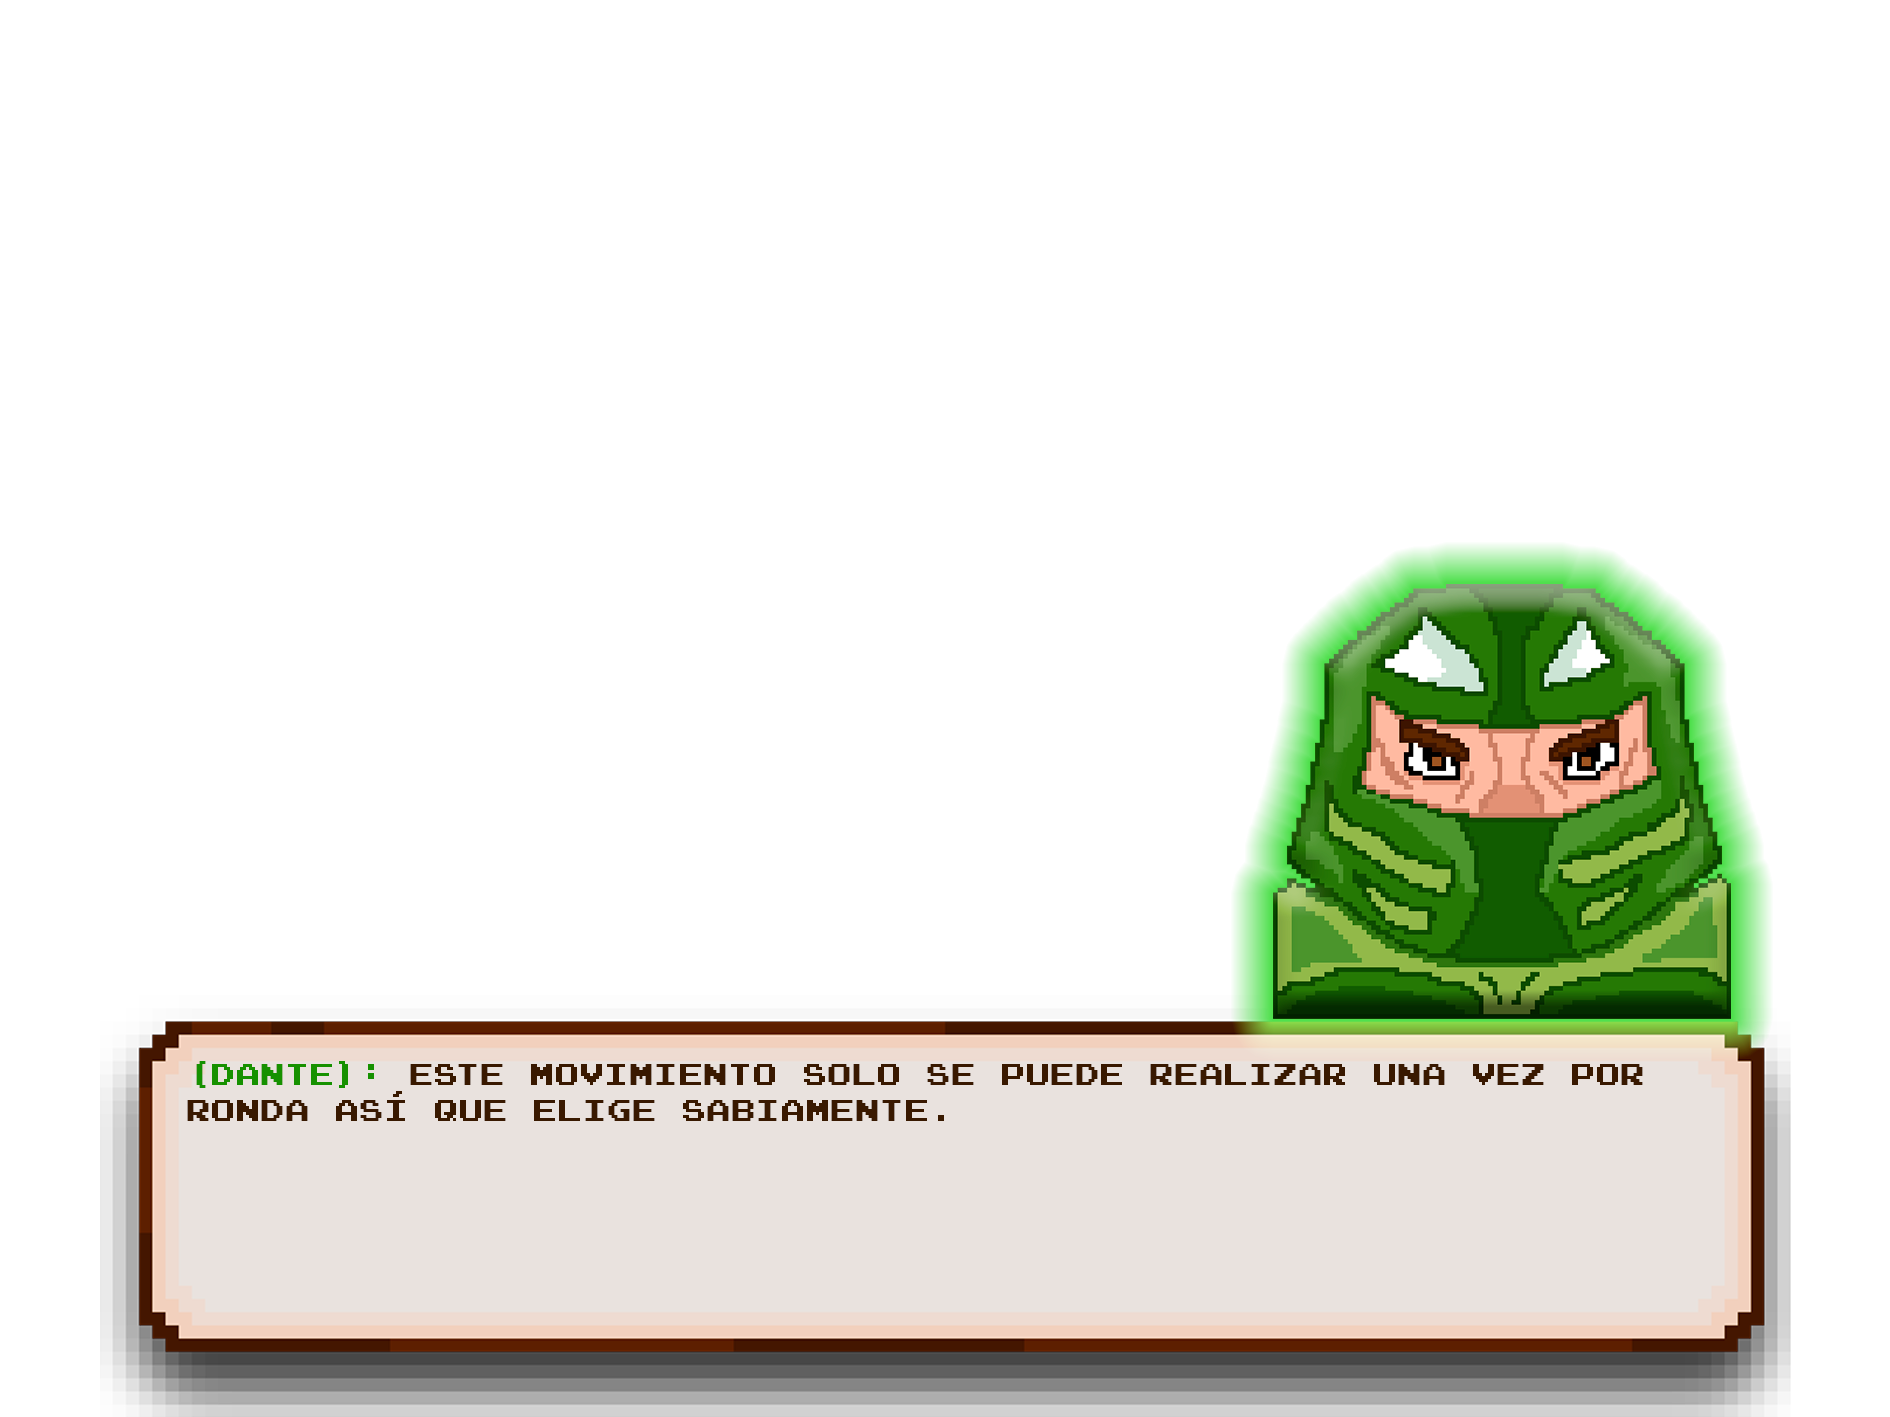 (DANTE): ESTE MOVIMIENTO SOLO SE PUEDE REALIZAR UNA VEZ POR
RONDA ASÍ QUE ELIGE SABIAMENTE.